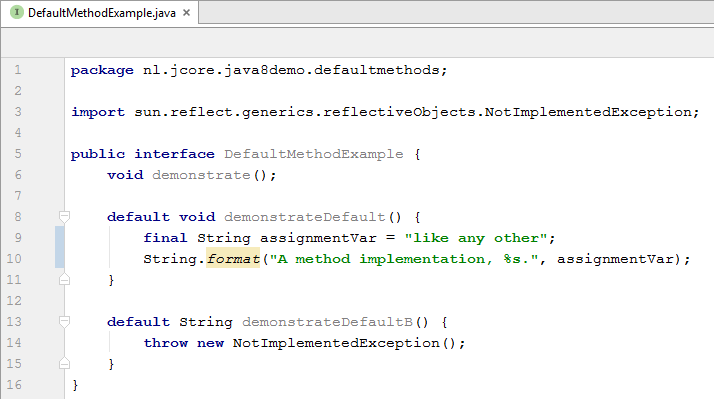 DefaultMethodExample.java
1 package nl.jcore.java8demo.defaultmethods;
2
3 import sun.reflect.generics.reflectiveObjects.NotImplementedException;
4
5 public interface DefaultMethodExample {
6 void demonstrate();
7
8 default void demonstrateDefault() {
9 final String assignmentVar = "like any other";
10 String.format("A method implementation, %s.", assignmentVar);
11 }
12
13 default String demonstrateDefaultB() {
14 throw new NotImplementedException();
15 }
16 }